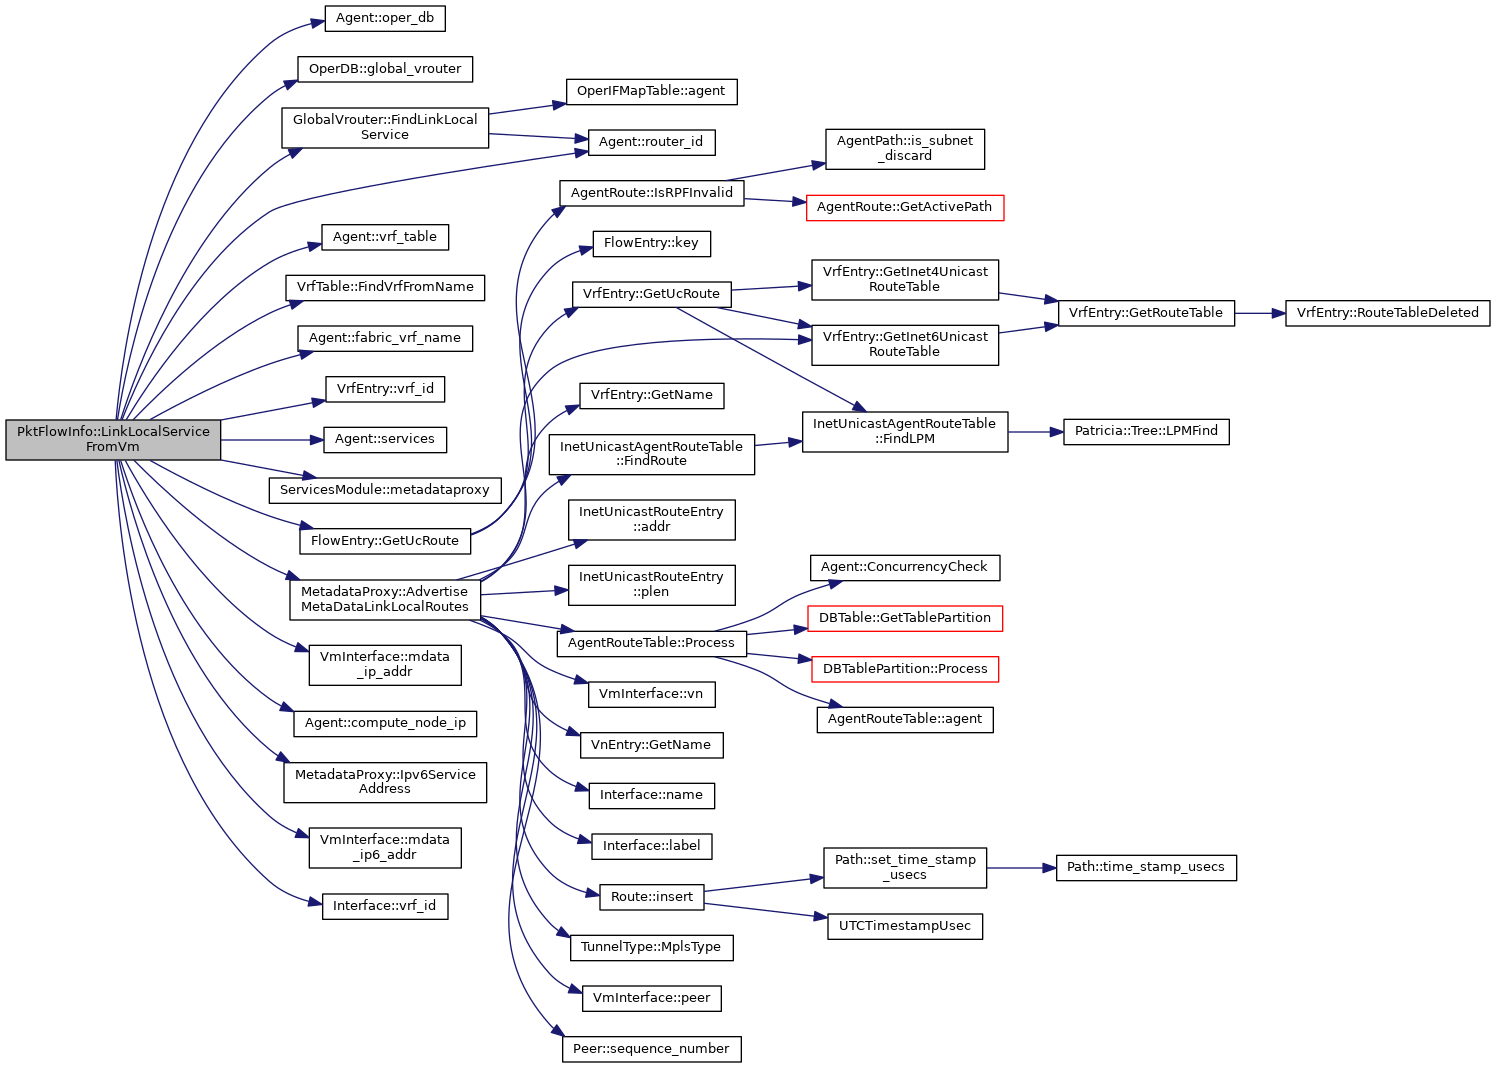 PktFlowInfo::LinkLocalService
FromVm
Agent::oper_db
OperDB::global_vrouter
GlobalVrouter::FindLinkLocal
Service
Agent::vrf_table
VrfTable::FindVrfFromName
Agent::fabric_vrf_name
VrfEntry::vrf_id
Agent::services
ServicesModule::metadataproxy
FlowEntry::GetUcRoute
MetadataProxy::Advertise
MetaDataLinkLocalRoutes
VmInterface::mdata
_ip_addr
Agent::compute_node_ip
MetadataProxy::Ipv6Service
Address
VmInterface::mdata
_ip6_addr
Interface::vrf_id
OperIFMapTable::agent
Agent::router_id
AgentRoute::IsRPFInvalid
FlowEntry::key
VrfEntry::GetUcRoute
VrfEntry::GetName
InetUnicastAgentRouteTable
::FindRoute
InetUnicastRouteEntry
::addr
InetUnicastRouteEntry
::plen
AgentRouteTable::Process
VmInterface::vn
VnEntry::GetName
Interface::name
Interface::label
Route::insert
TunnelType::MplsType
VmInterface::peer
Peer::sequence_number
AgentPath::is_subnet
_discard
AgentRoute::GetActivePath
VrfEntry::GetInet4Unicast
RouteTable
VrfEntry::GetInet6Unicast
RouteTable
InetUnicastAgentRouteTable
::FindLPM
Agent::ConcurrencyCheck
DBTable::GetTablePartition
DBTablePartition::Process
AgentRouteTable::agent
Path::set_time_stamp
_usecs
UTCTimestampUsec
VrfEntry::GetRouteTable
Patricia::Tree::LPMFind
Path::time_stamp_usecs
VrfEntry::RouteTableDeleted